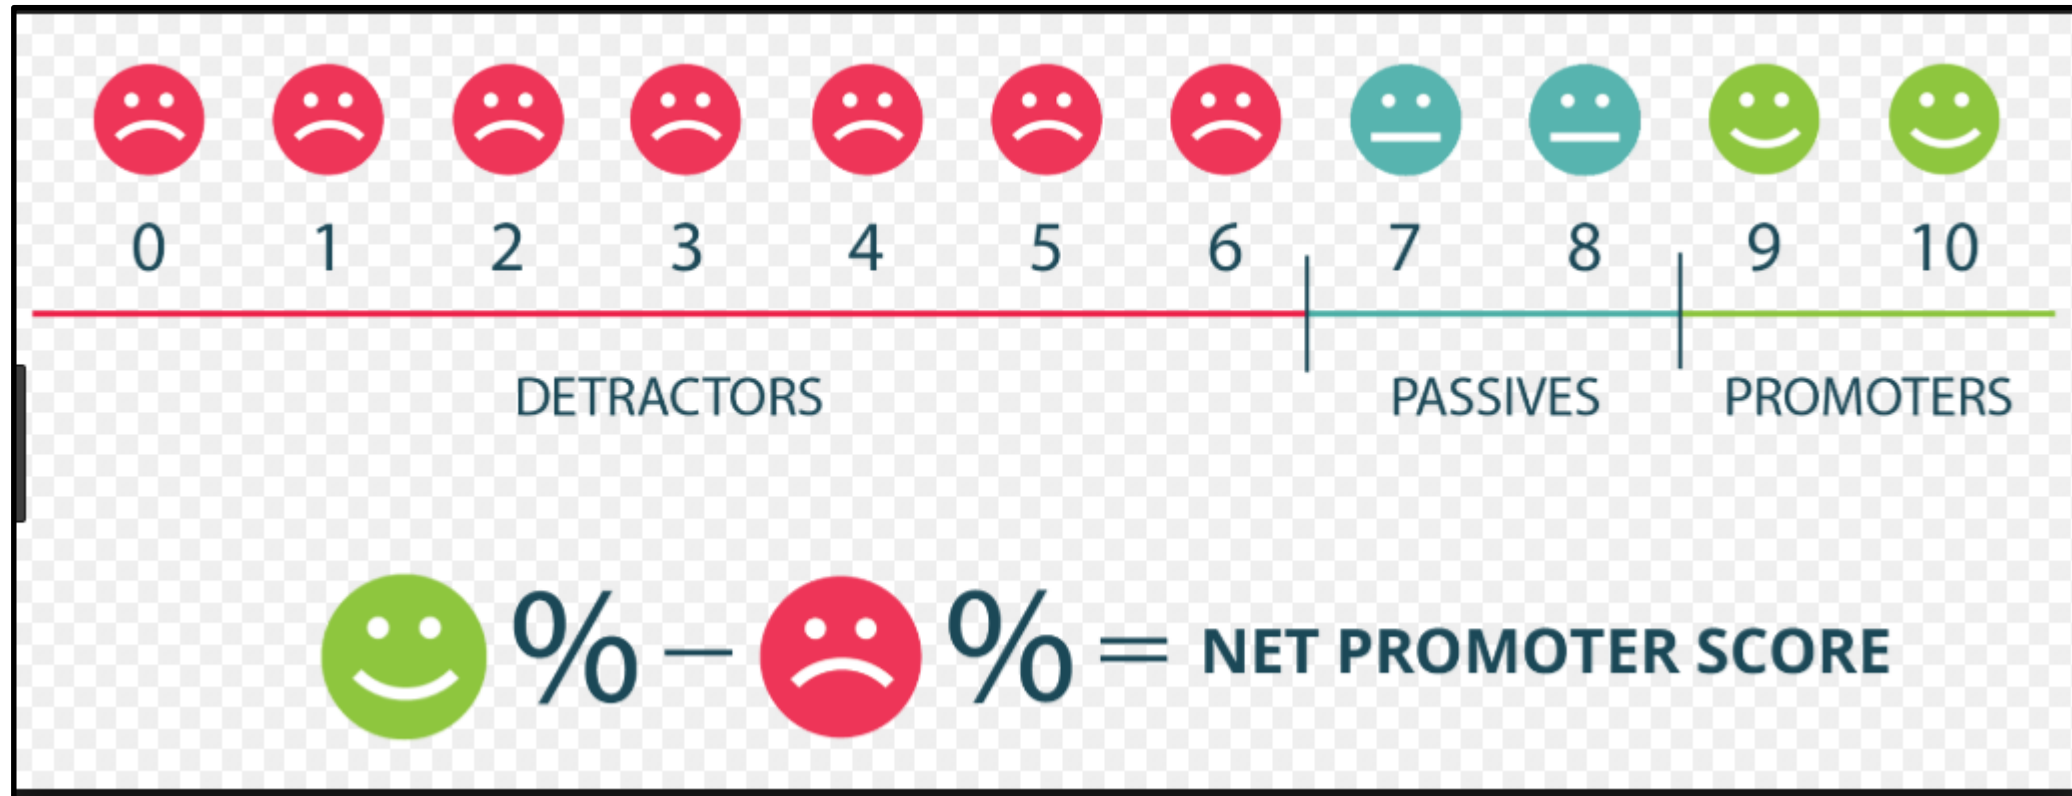 0 1 2 3 4 5 6 7 8 9 10
DETRACTORS PASSIVES PROMOTERS
% – % = NET PROMOTER SCORE